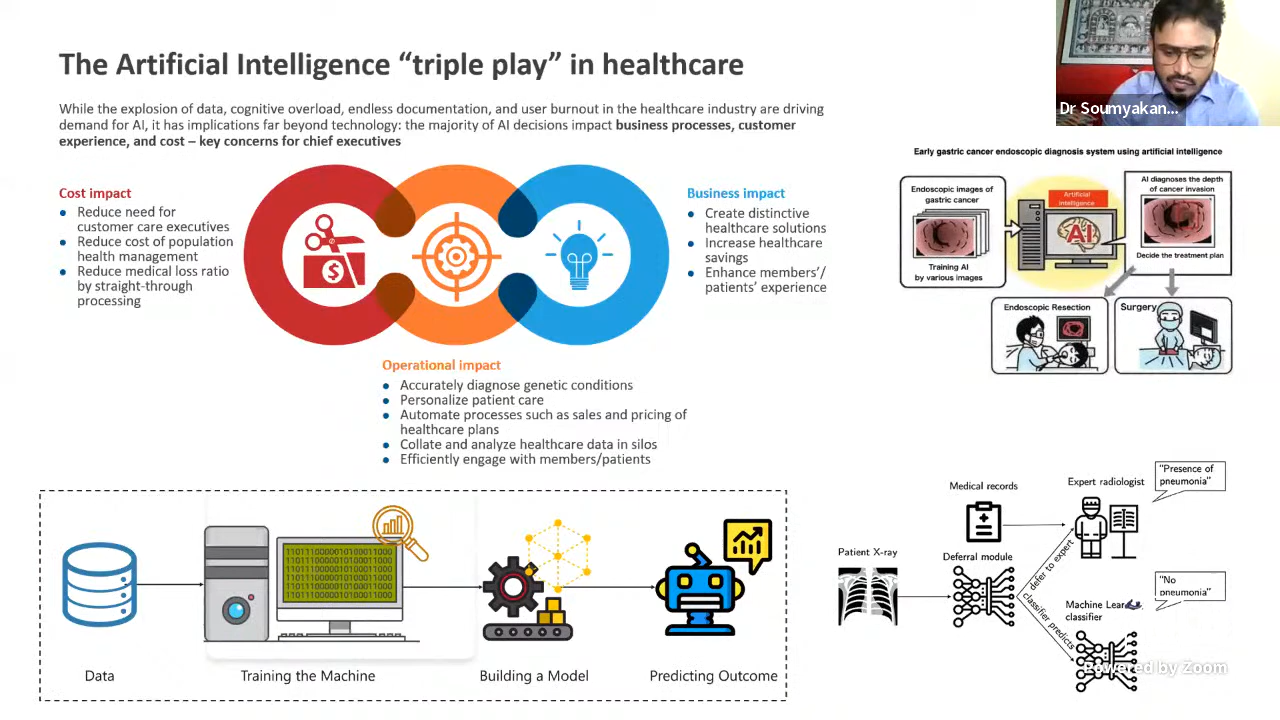 The Artificial Intelligence “triple play” in healthcare
While the explosion of data, cognitive overload, endless documentation, and user burnout in the healthcare industry are driving
demand for AI, it has implications far beyond technology: the majority of AI decisions impact business processes, customer
experience, and cost – key concerns for chief executives
Dr Soumyakan...
Cost impact
Reduce need for
customer care executives
Reduce cost of population
health management
Reduce medical loss ratio
by straight-through
processing
Business impact
Create distinctive
healthcare solutions
Increase healthcare
savings
Enhance members’/
patients’ experience
Operational impact
Accurately diagnose genetic conditions
Personalize patient care
Automate processes such as sales and pricing of
healthcare plans
Collate and analyze healthcare data in silos
Efficiently engage with members/patients
Early gastric cancer endoscopic diagnosis system using artificial intelligence
Endoscopic images of
gastric cancer
Training AI
by various images
Artificial
Intelligence
AI
AI diagnoses the depth
of cancer invasion
Decide the treatment plan
Endoscopic Resection
Surgery
11011100000101000110000
Data
Training the Machine
Building a Model
Predicting Outcome
Medical records
Expert radiologist
"Presence of
pneumonia"
Patient X-ray
Deferral module
defer to expert
classifier predicts
"No
pneumonia"
Machine
classifier
Powered by Zoom